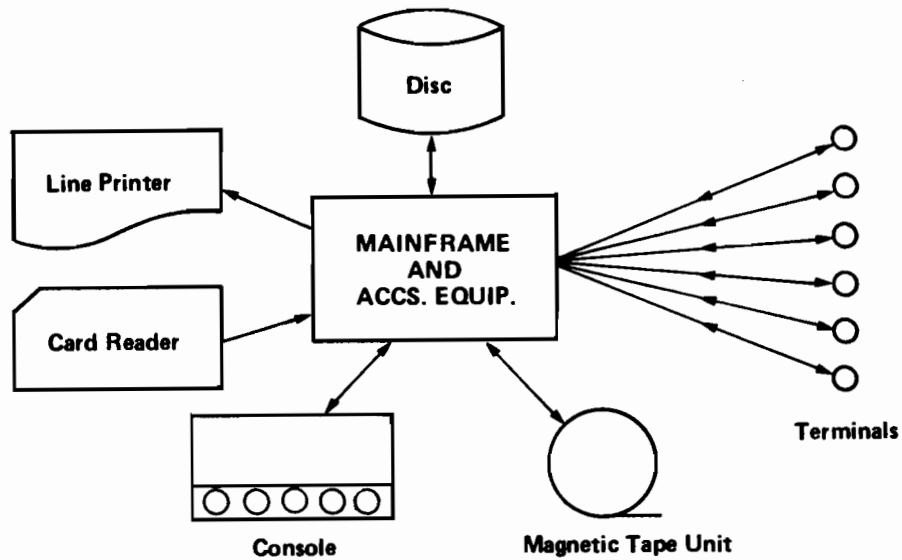 Disc
Line Printer
MAINFRAME
AND
ACCS. EQUIP.
Card Reader
Terminals
Console
Magnetic Tape Unit